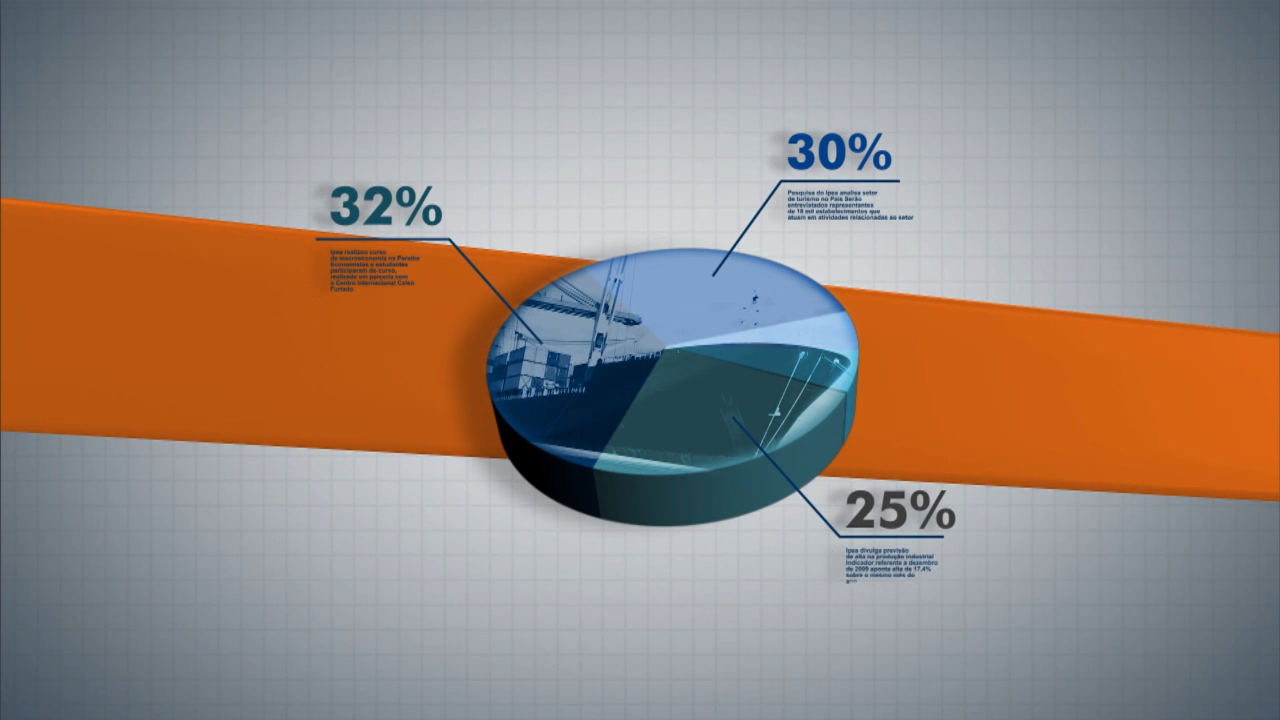 30%
Pesquisa do Ipea analisa setor
de turismo no País Serão
entrevistados representantes
de 18 mil estabelecimentos que
atuam em atividades relacionadas ao setor
32%
Ipea realizou curso
de macroeconomia na Paraíba
Economistas e estudantes
participaram do curso,
realizado em parceria com
o Centro Internacional Celso
Furtado
25%
Ipea divulga previsão
de alta na produção industrial
Indicador referente a dezembro
de 2009 aponta alta de 17,4%
sobre o mesmo mês do